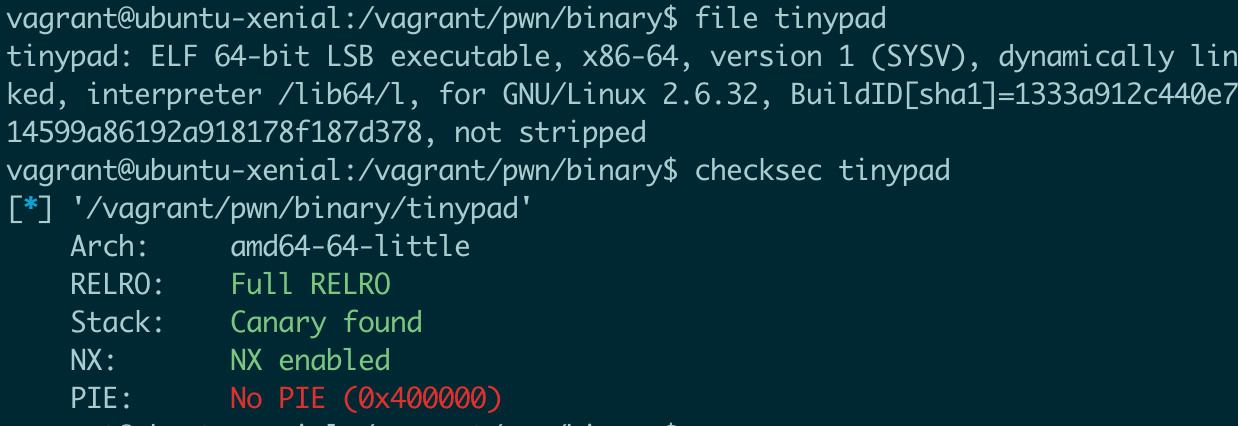 vagrant@ubuntu-xenial:/vagrant/pwn/binary$ file tinypad
tinypad: ELF 64-bit LSB executable, x86-64, version 1 (SYSV), dynamically lin
ked, interpreter /lib64/l, for GNU/Linux 2.6.32, BuildID[sha1]=1333a912c440e7
14599a86192a918178f187d378, not stripped
vagrant@ubuntu-xenial:/vagrant/pwn/binary$ checksec tinypad
[*] '/vagrant/pwn/binary/tinypad'
    Arch:     amd64-64-little
    RELRO:    Full RELRO
    Stack:    Canary found
    NX:       NX enabled
    PIE:      No PIE (0x400000)